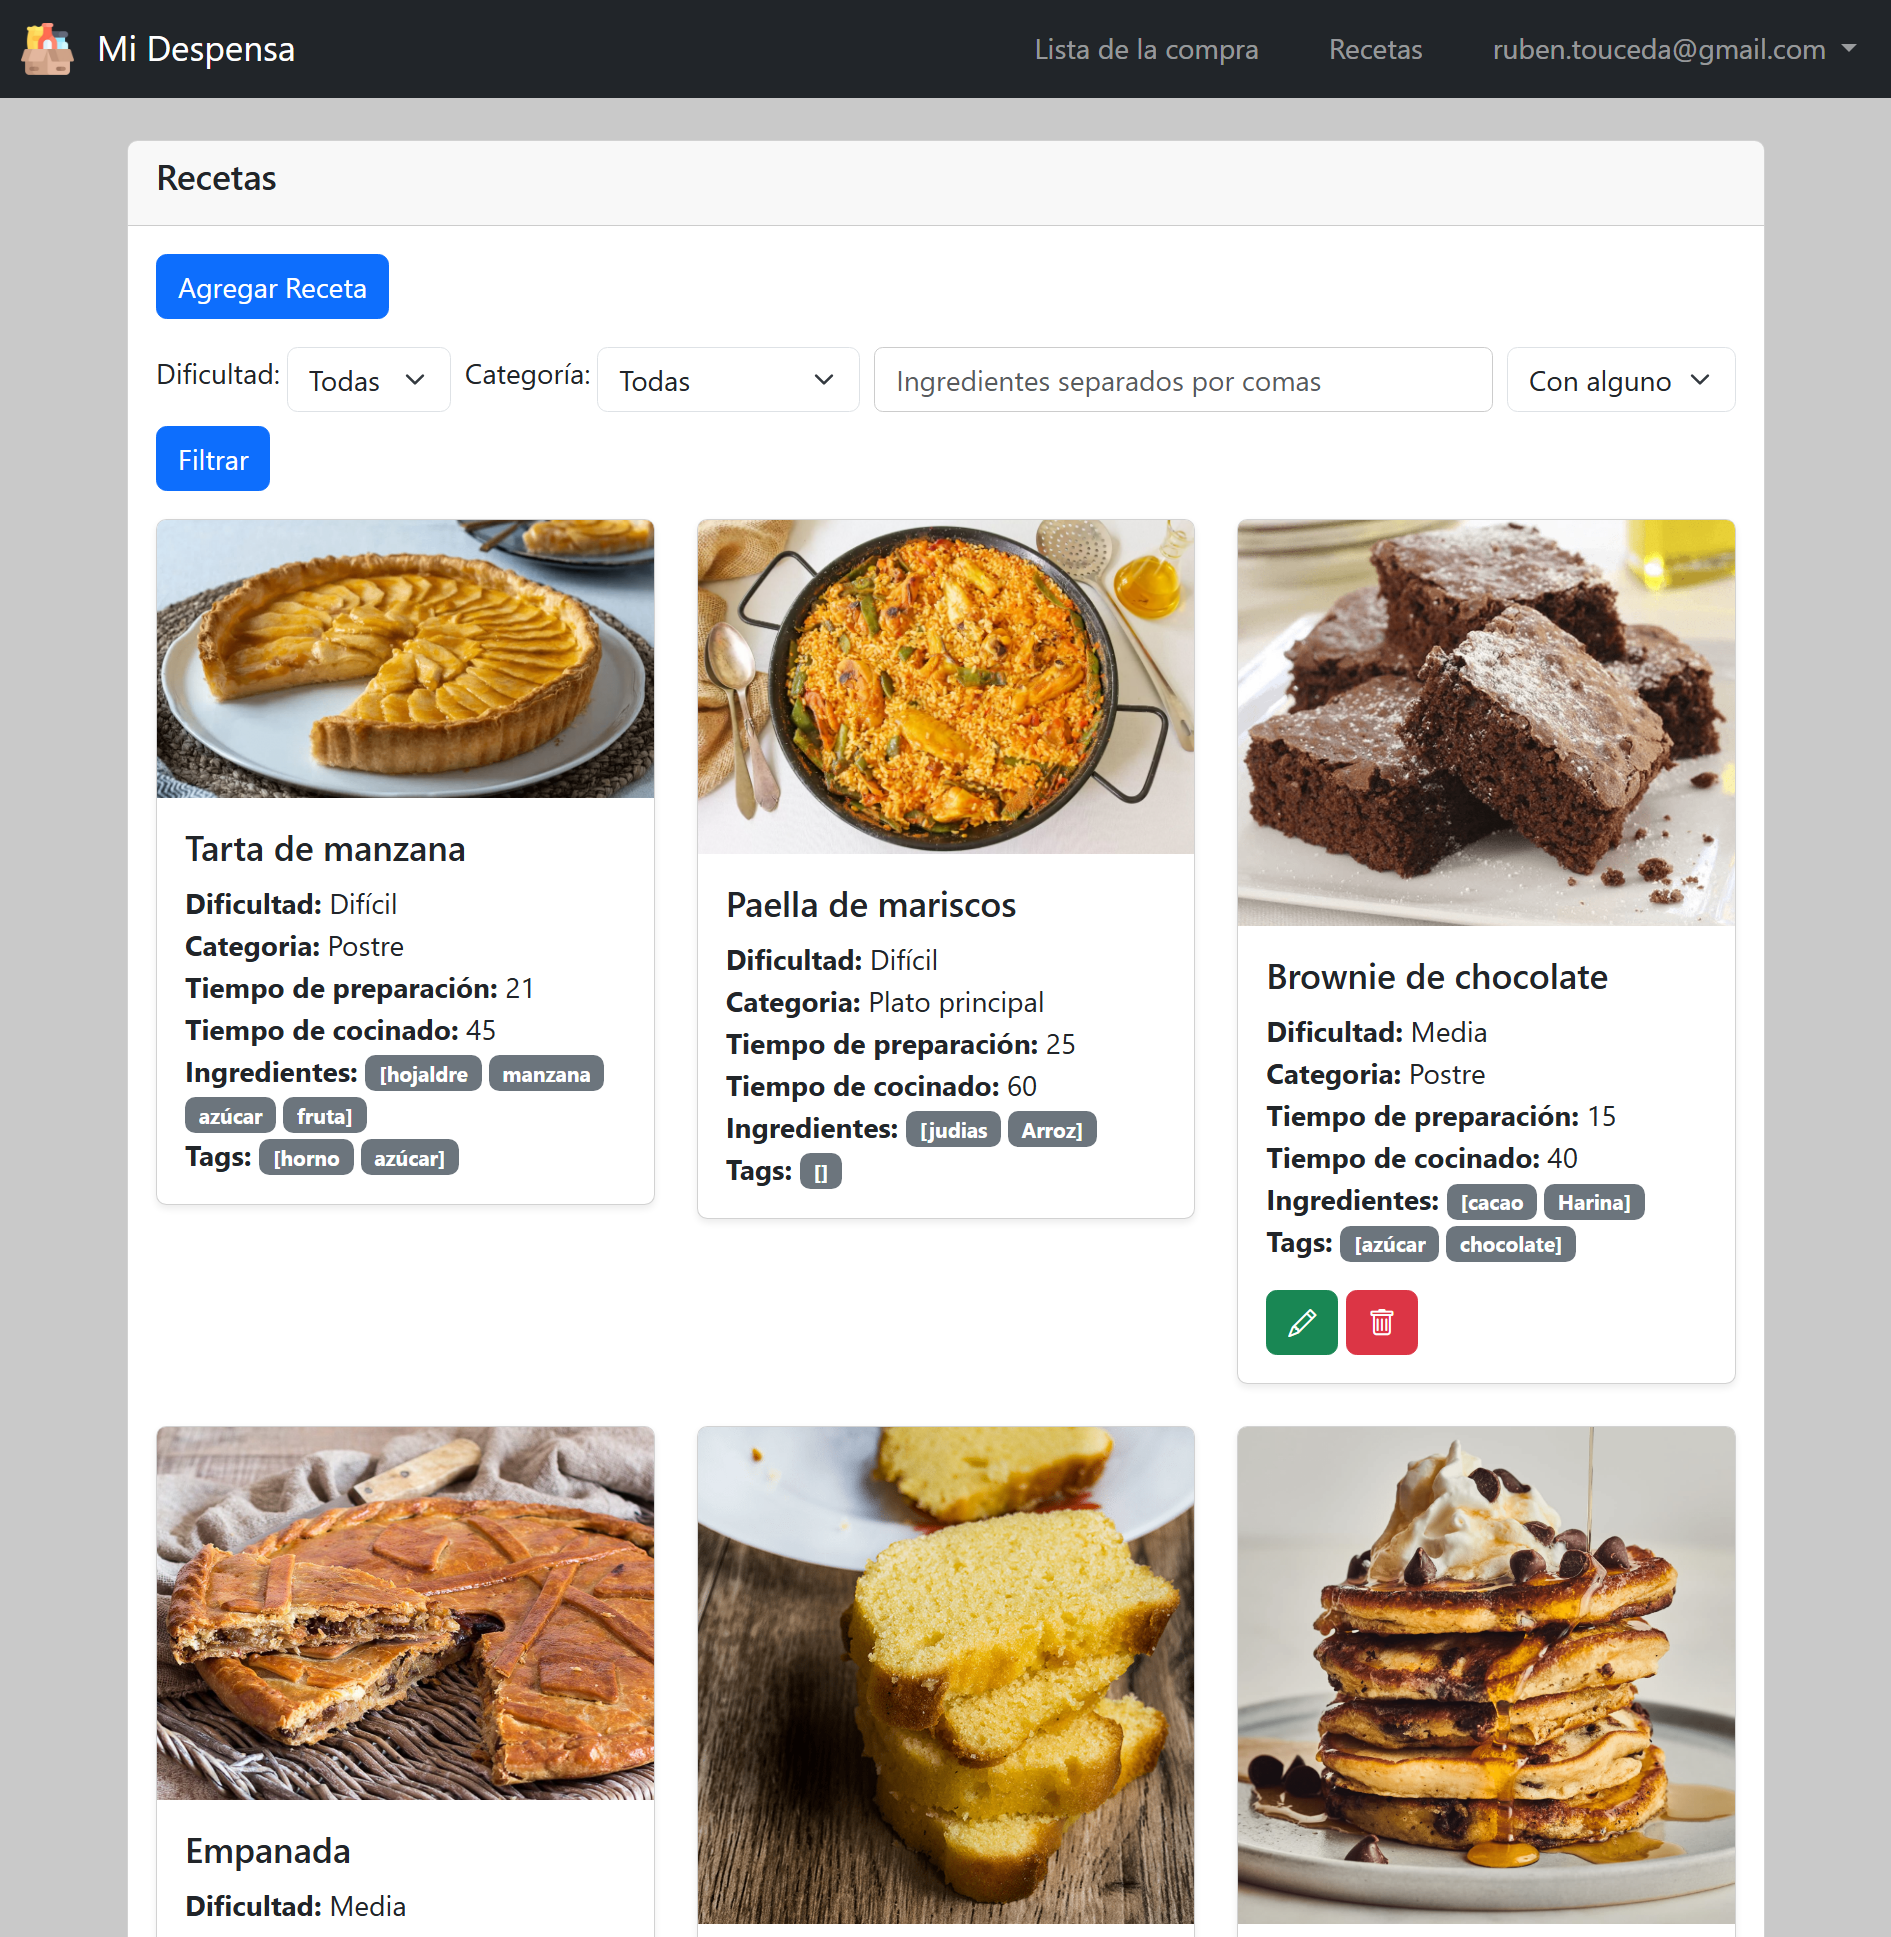 Mi Despensa
Lista de la compra
Recetas
ruben.touceda@gmail.com
Recetas
Agregar Receta
Dificultad: Todas Categoría: Todas Ingredientes separados por comas Con alguno
Filtrar
Tarta de manzana
Dificultad: Difícil
Categoria: Postre
Tiempo de preparación: 21
Tiempo de cocinado: 45
Ingredientes: [hojaldre manzana
azúcar fruta]
Tags: [horno azúcar]
Paella de mariscos
Dificultad: Difícil
Categoria: Plato principal
Tiempo de preparación: 25
Tiempo de cocinado: 60
Ingredientes: [judias Arroz]
Tags: []
Brownie de chocolate
Dificultad: Media
Categoria: Postre
Tiempo de preparación: 15
Tiempo de cocinado: 40
Ingredientes: [cacao Harina]
Tags: [azúcar chocolate]
Empanada
Dificultad: Media